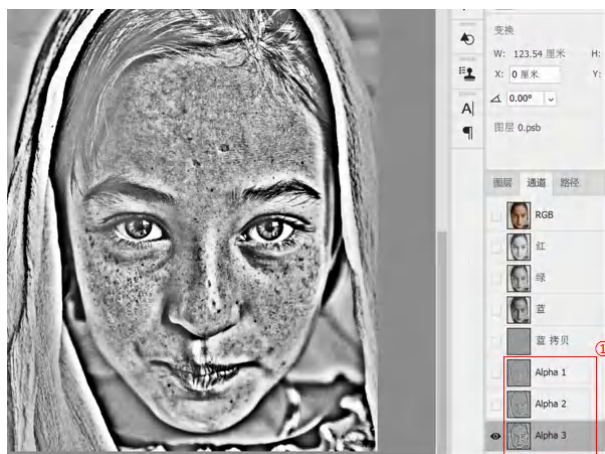 变换
W: 123.54 厘米 H:
X: 0 厘米 Y:
0.00°
A|
图层 0.psb
图层 通道 路径
RGB
红
绿
蓝
蓝 拷贝
①
Alpha 1
Alpha 2
Alpha 3